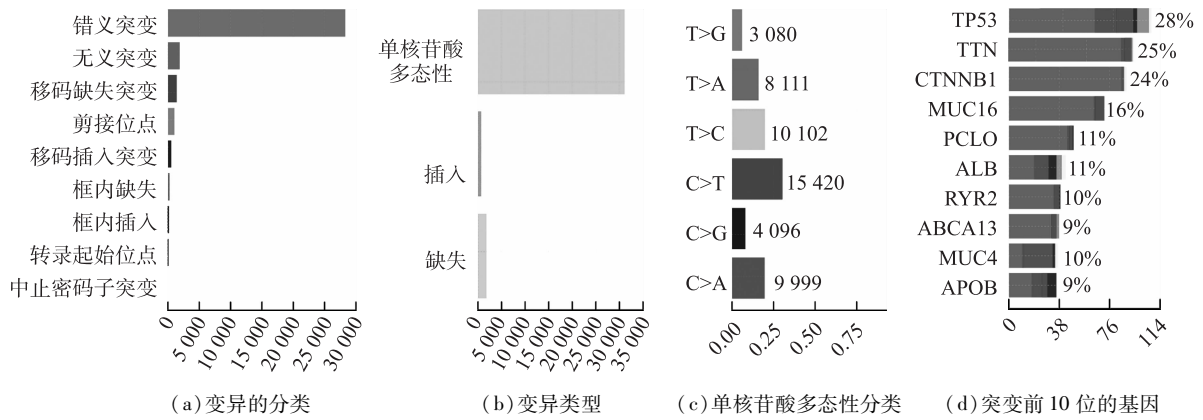 错义突变
无义突变
移码缺失突变
剪接位点
移码插入突变
框内缺失
框内插入
转录起始位点
中止密码子突变
0
5 000
10 000
15 000
20 000
25 000
30 000
(a)变异的分类
单核苷酸
多态性
插入
缺失
0
5 000
10 000
15 000
20 000
25 000
30 000
35 000
(b)变异类型
T>G 3 080
T>A 8 111
T>C 10 102
C>T 15 420
C>G 4 096
C>A 9 999
0.00
0.25
0.50
0.75
(c)单核苷酸多态性分类
TP53 28%
TTN 25%
CTNNB1 24%
MUC16 16%
PCLO 11%
ALB 11%
RYR2 10%
ABCA13 9%
MUC4 10%
APOB 9%
0
38
76
114
(d)突变前10位的基因